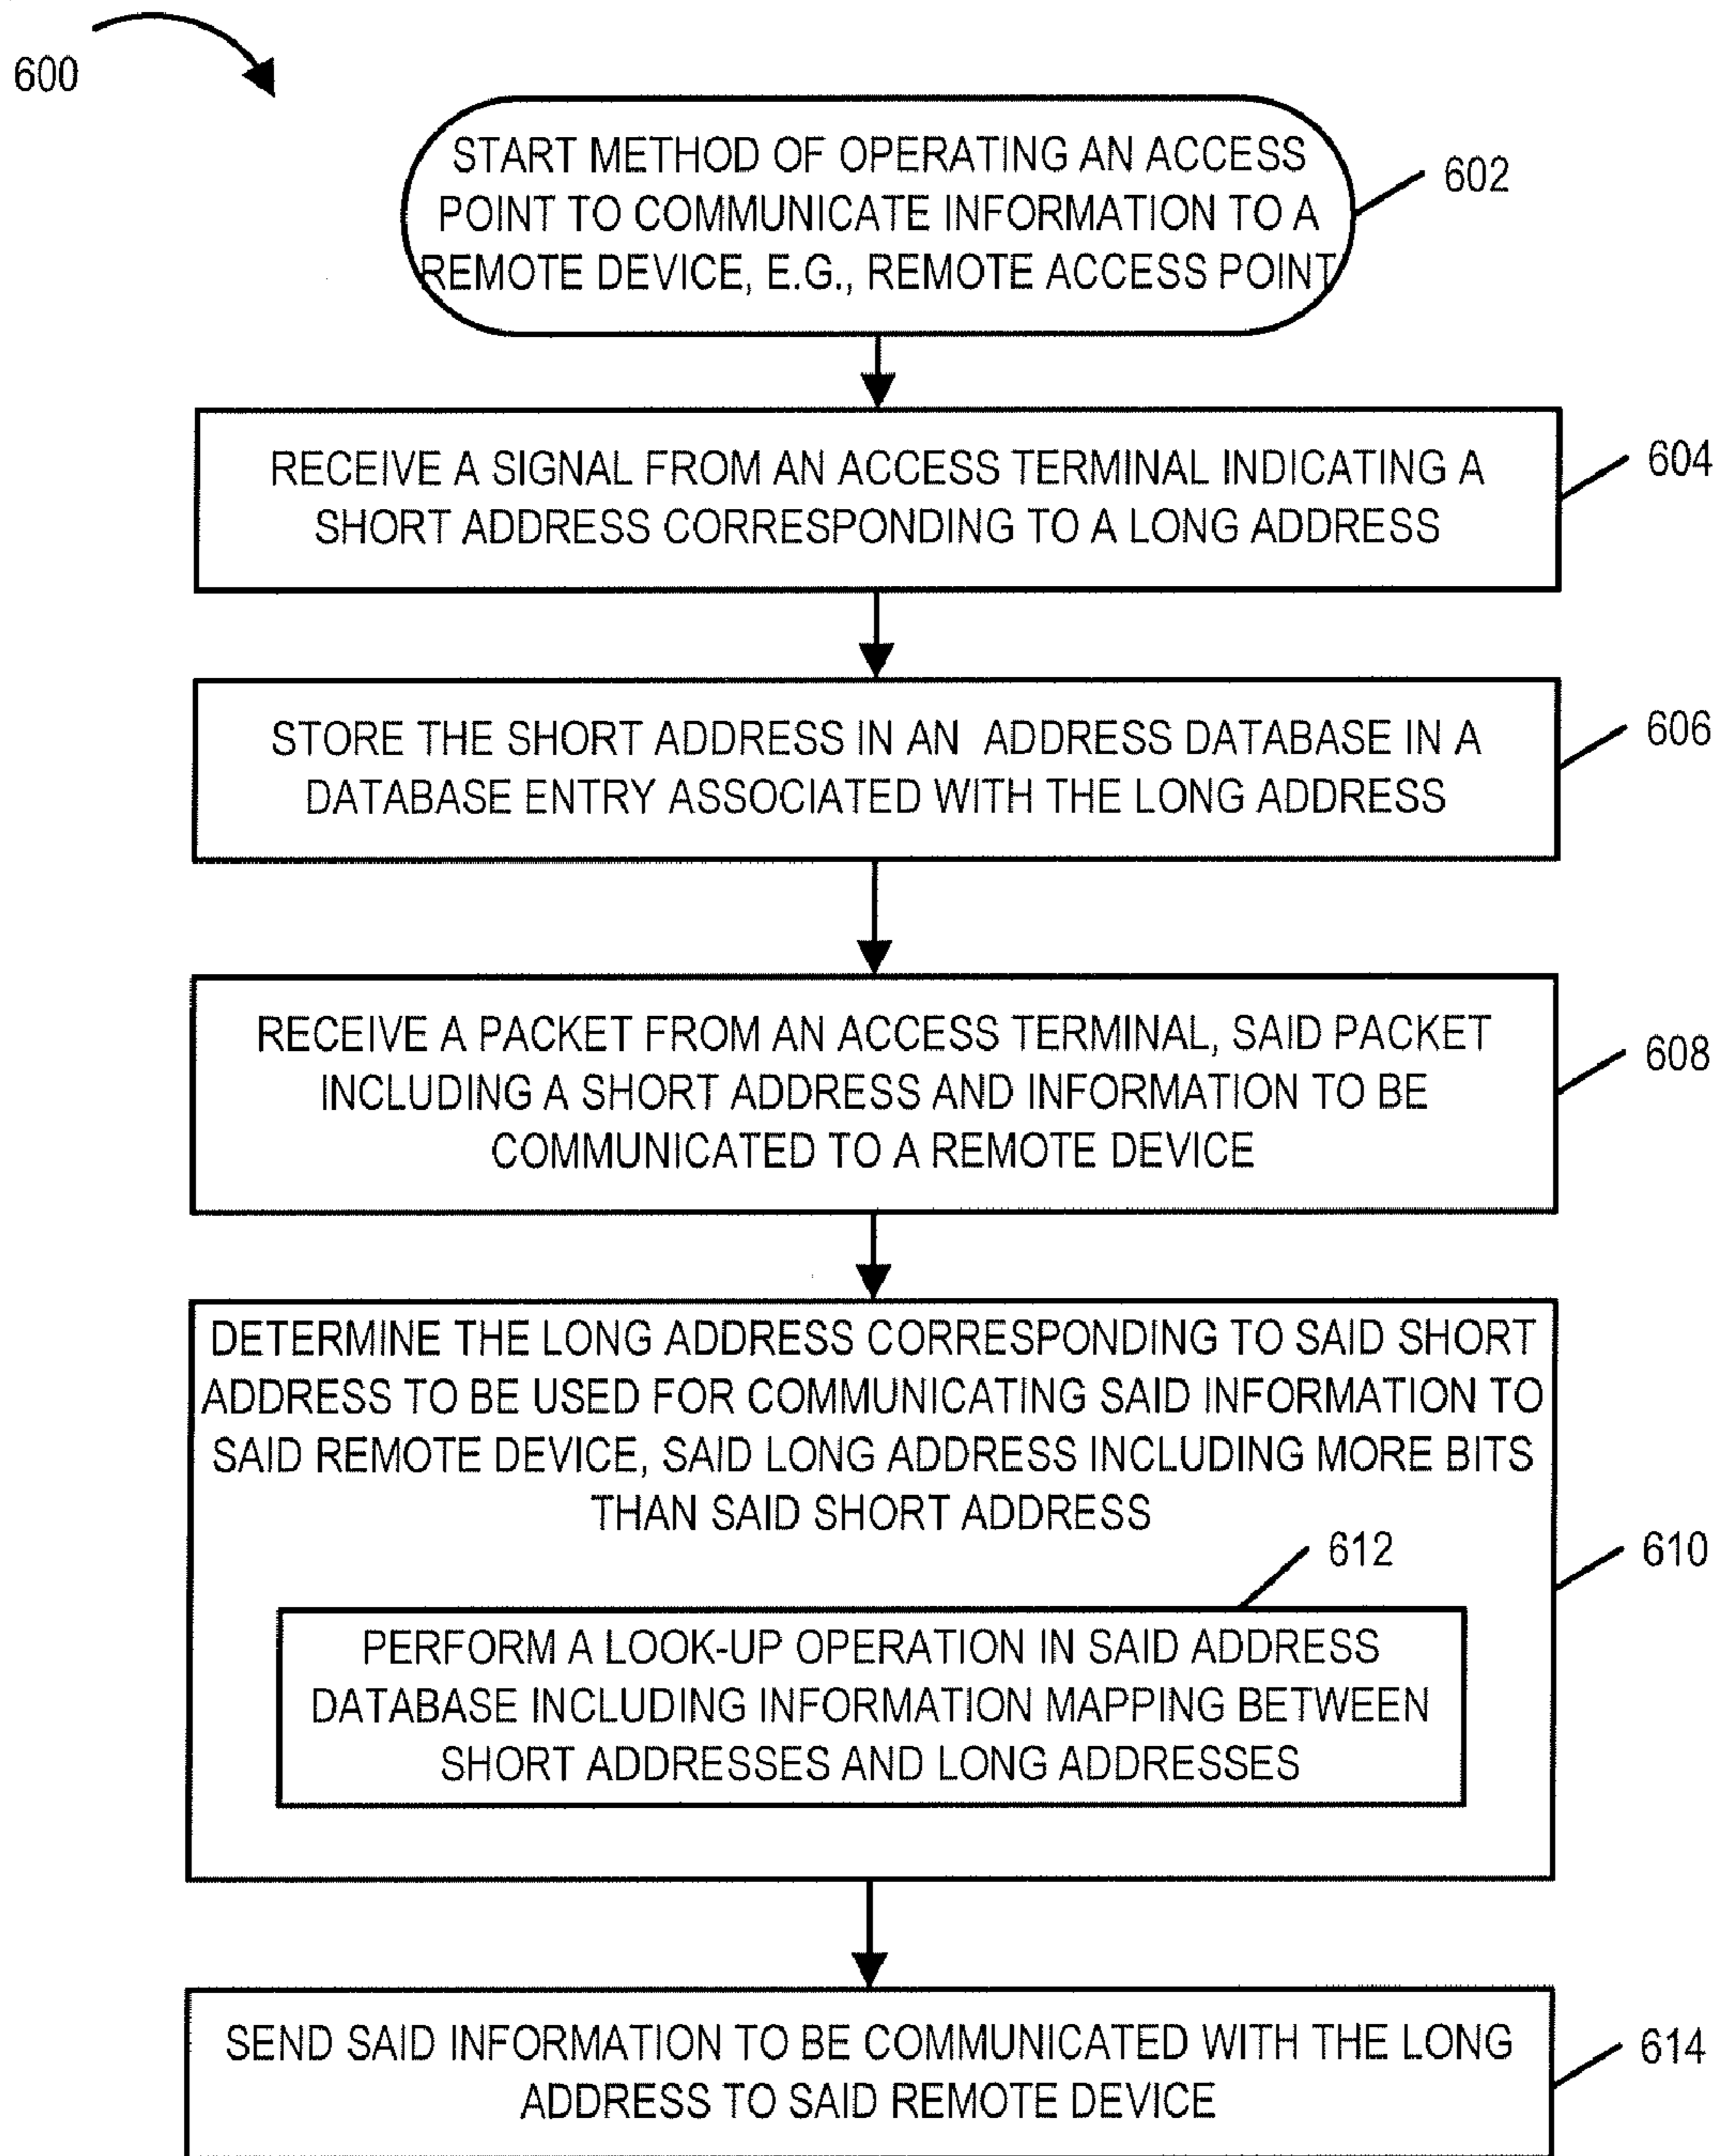 600
START METHOD OF OPERATING AN ACCESS
POINT TO COMMUNICATE INFORMATION TO A
REMOTE DEVICE, E.G., REMOTE ACCESS POINT
602
RECEIVE A SIGNAL FROM AN ACCESS TERMINAL INDICATING A
SHORT ADDRESS CORRESPONDING TO A LONG ADDRESS
604
STORE THE SHORT ADDRESS IN AN ADDRESS DATABASE IN A
DATABASE ENTRY ASSOCIATED WITH THE LONG ADDRESS
606
RECEIVE A PACKET FROM AN ACCESS TERMINAL, SAID PACKET
INCLUDING A SHORT ADDRESS AND INFORMATION TO BE
COMMUNICATED TO A REMOTE DEVICE
608
DETERMINE THE LONG ADDRESS CORRESPONDING TO SAID SHORT
ADDRESS TO BE USED FOR COMMUNICATING SAID INFORMATION TO
SAID REMOTE DEVICE, SAID LONG ADDRESS INCLUDING MORE BITS
THAN SAID SHORT ADDRESS
610
612
PERFORM A LOOK-UP OPERATION IN SAID ADDRESS
DATABASE INCLUDING INFORMATION MAPPING BETWEEN
SHORT ADDRESSES AND LONG ADDRESSES
SEND SAID INFORMATION TO BE COMMUNICATED WITH THE LONG
ADDRESS TO SAID REMOTE DEVICE
614